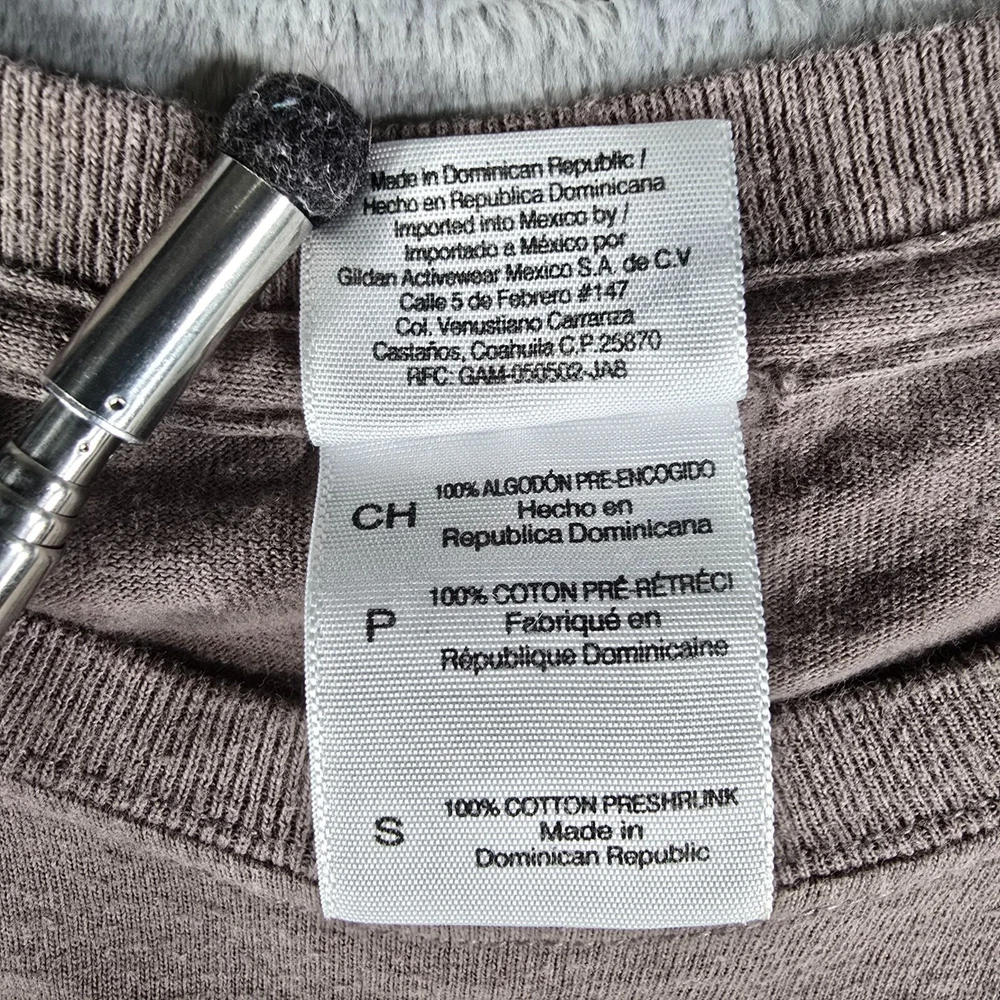 Made in Dominican Republic /
Hecho en Republica Dominicana
Imported into Mexico by /
Importado a México por
Gildan Activewear Mexico S.A. de C.V
Calle 5 de Febrero #147
Col. Venustiano Carranza
Castaños, Coahuila C.P.25870
RFC: GAM-050502-JA8
CH
100% ALGODÓN PRE-ENCOGIDO
Hecho en
Republica Dominicana
P
100% COTON PRÉ-RÉTRÉCI
Fabriqué en
République Dominicaine
S
100% COTTON PRESHRUNK
Made in
Dominican Republic